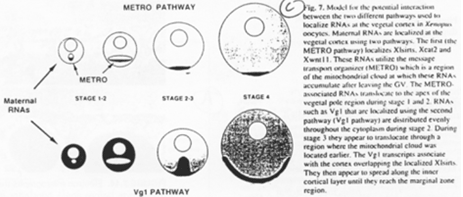 METRO PATHWAY
C
METRO
Maternal
RNAs
STAGE 1-2
STAGE 2-3
STAGE 4
Vg1 PATHWAY
Fig. 7. Model for the potential interaction
between the two different pathways used to
localize RNAs at the vegetal cortex in Xenopus
oocytes. Maternal RNAs are localized at the
vegetal cortex using two pathways. The first (the
METRO pathway) localizes Xlsirts, Xcat2 and
Xwnt11. These RNAs utilize the message
transport organizer (METRO) which is a region
of the mitochondrial cloud at which these RNAs
accumulate after leaving the GV. The METRO-
associated RNAs translocate to the apex of the
vegetal pole region during stage 1 and 2. RNAs
such as Vg1 that are localized using the second
pathway (Vg1 pathway) are distributed evenly
throughout the cytoplasm during stage 2. During
stage 3 they appear to translocate through a
region where the mitochondrial cloud was
located earlier. The Vg1 transcripts associate
with the cortex overlapping the localized Xlsirts.
They then appear to spread along the inner
cortical layer until they reach the marginal zone
region.